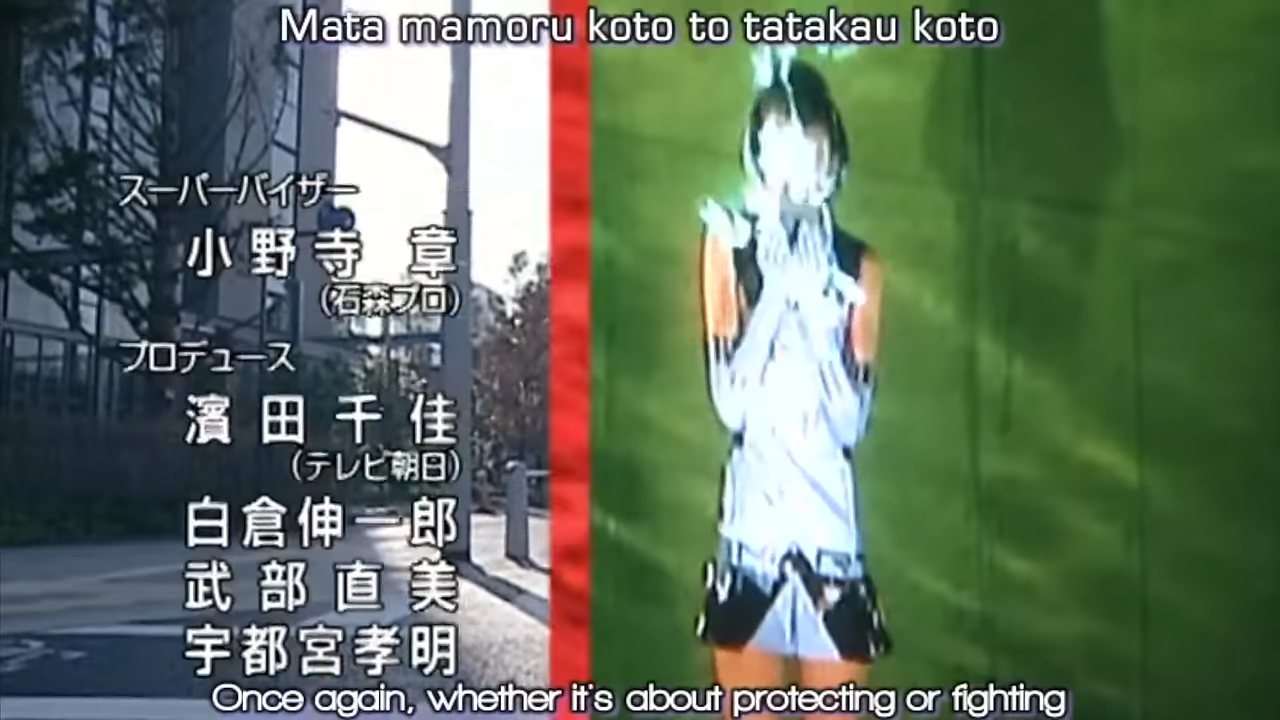 Mata mamoru koto to tatakau koto
スーパーバイザー
小野寺 章
(石森プロ)
プロデュース
濱田千佳
(テレビ朝日)
白倉伸一郎
武部直美
宇都宮孝明
Once again, whether it's about protecting or fighting